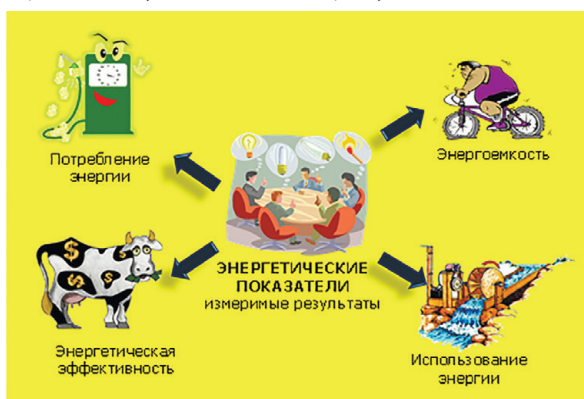 Потребление
энергии
Энергоемкость
ЭНЕРГЕТИЧЕСКИЕ
ПОКАЗАТЕЛИ
измеримые результаты
Энергетическая
эффективность
Использование
энергии